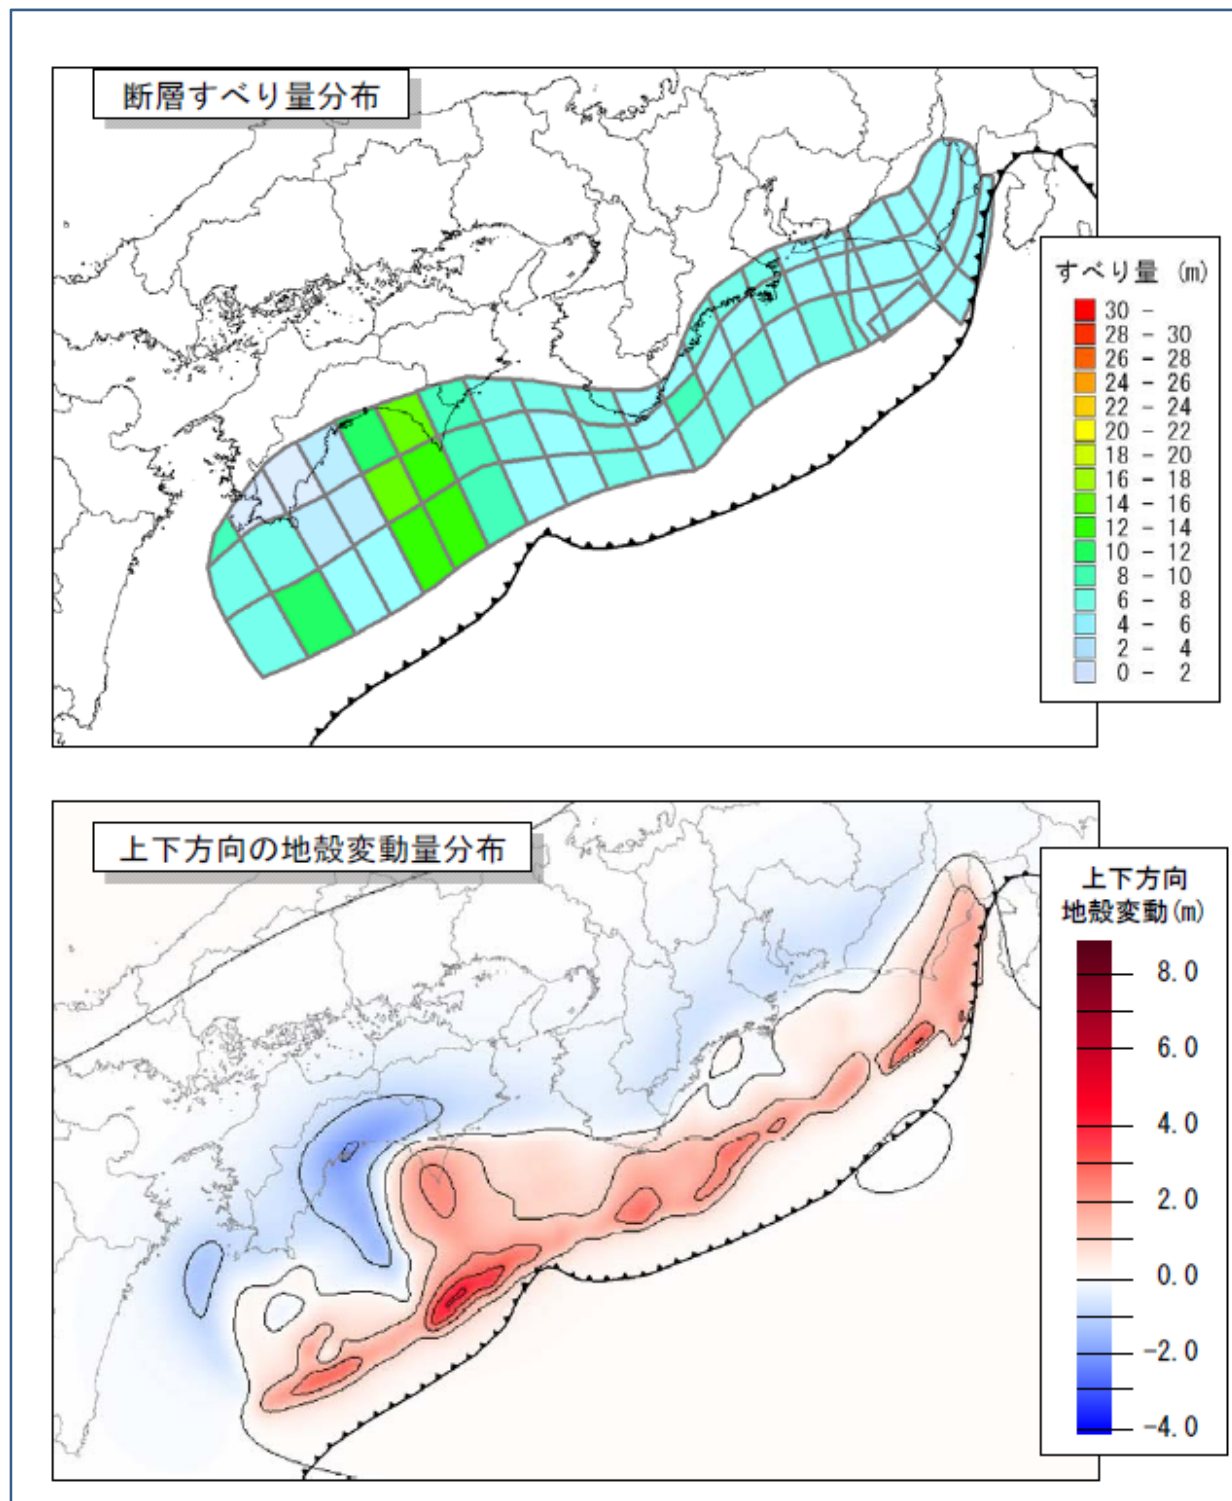 断層すべり量分布
すべり量 (m)
30 -
28 - 30
26 - 28
24 - 26
22 - 24
20 - 22
18 - 20
16 - 18
14 - 16
12 - 14
10 - 12
8 - 10
6 - 8
4 - 6
2 - 4
0 - 2
上下方向の地殻変動量分布
上下方向
地殻変動(m)
8.0
6.0
4.0
2.0
0.0
-2.0
-4.0